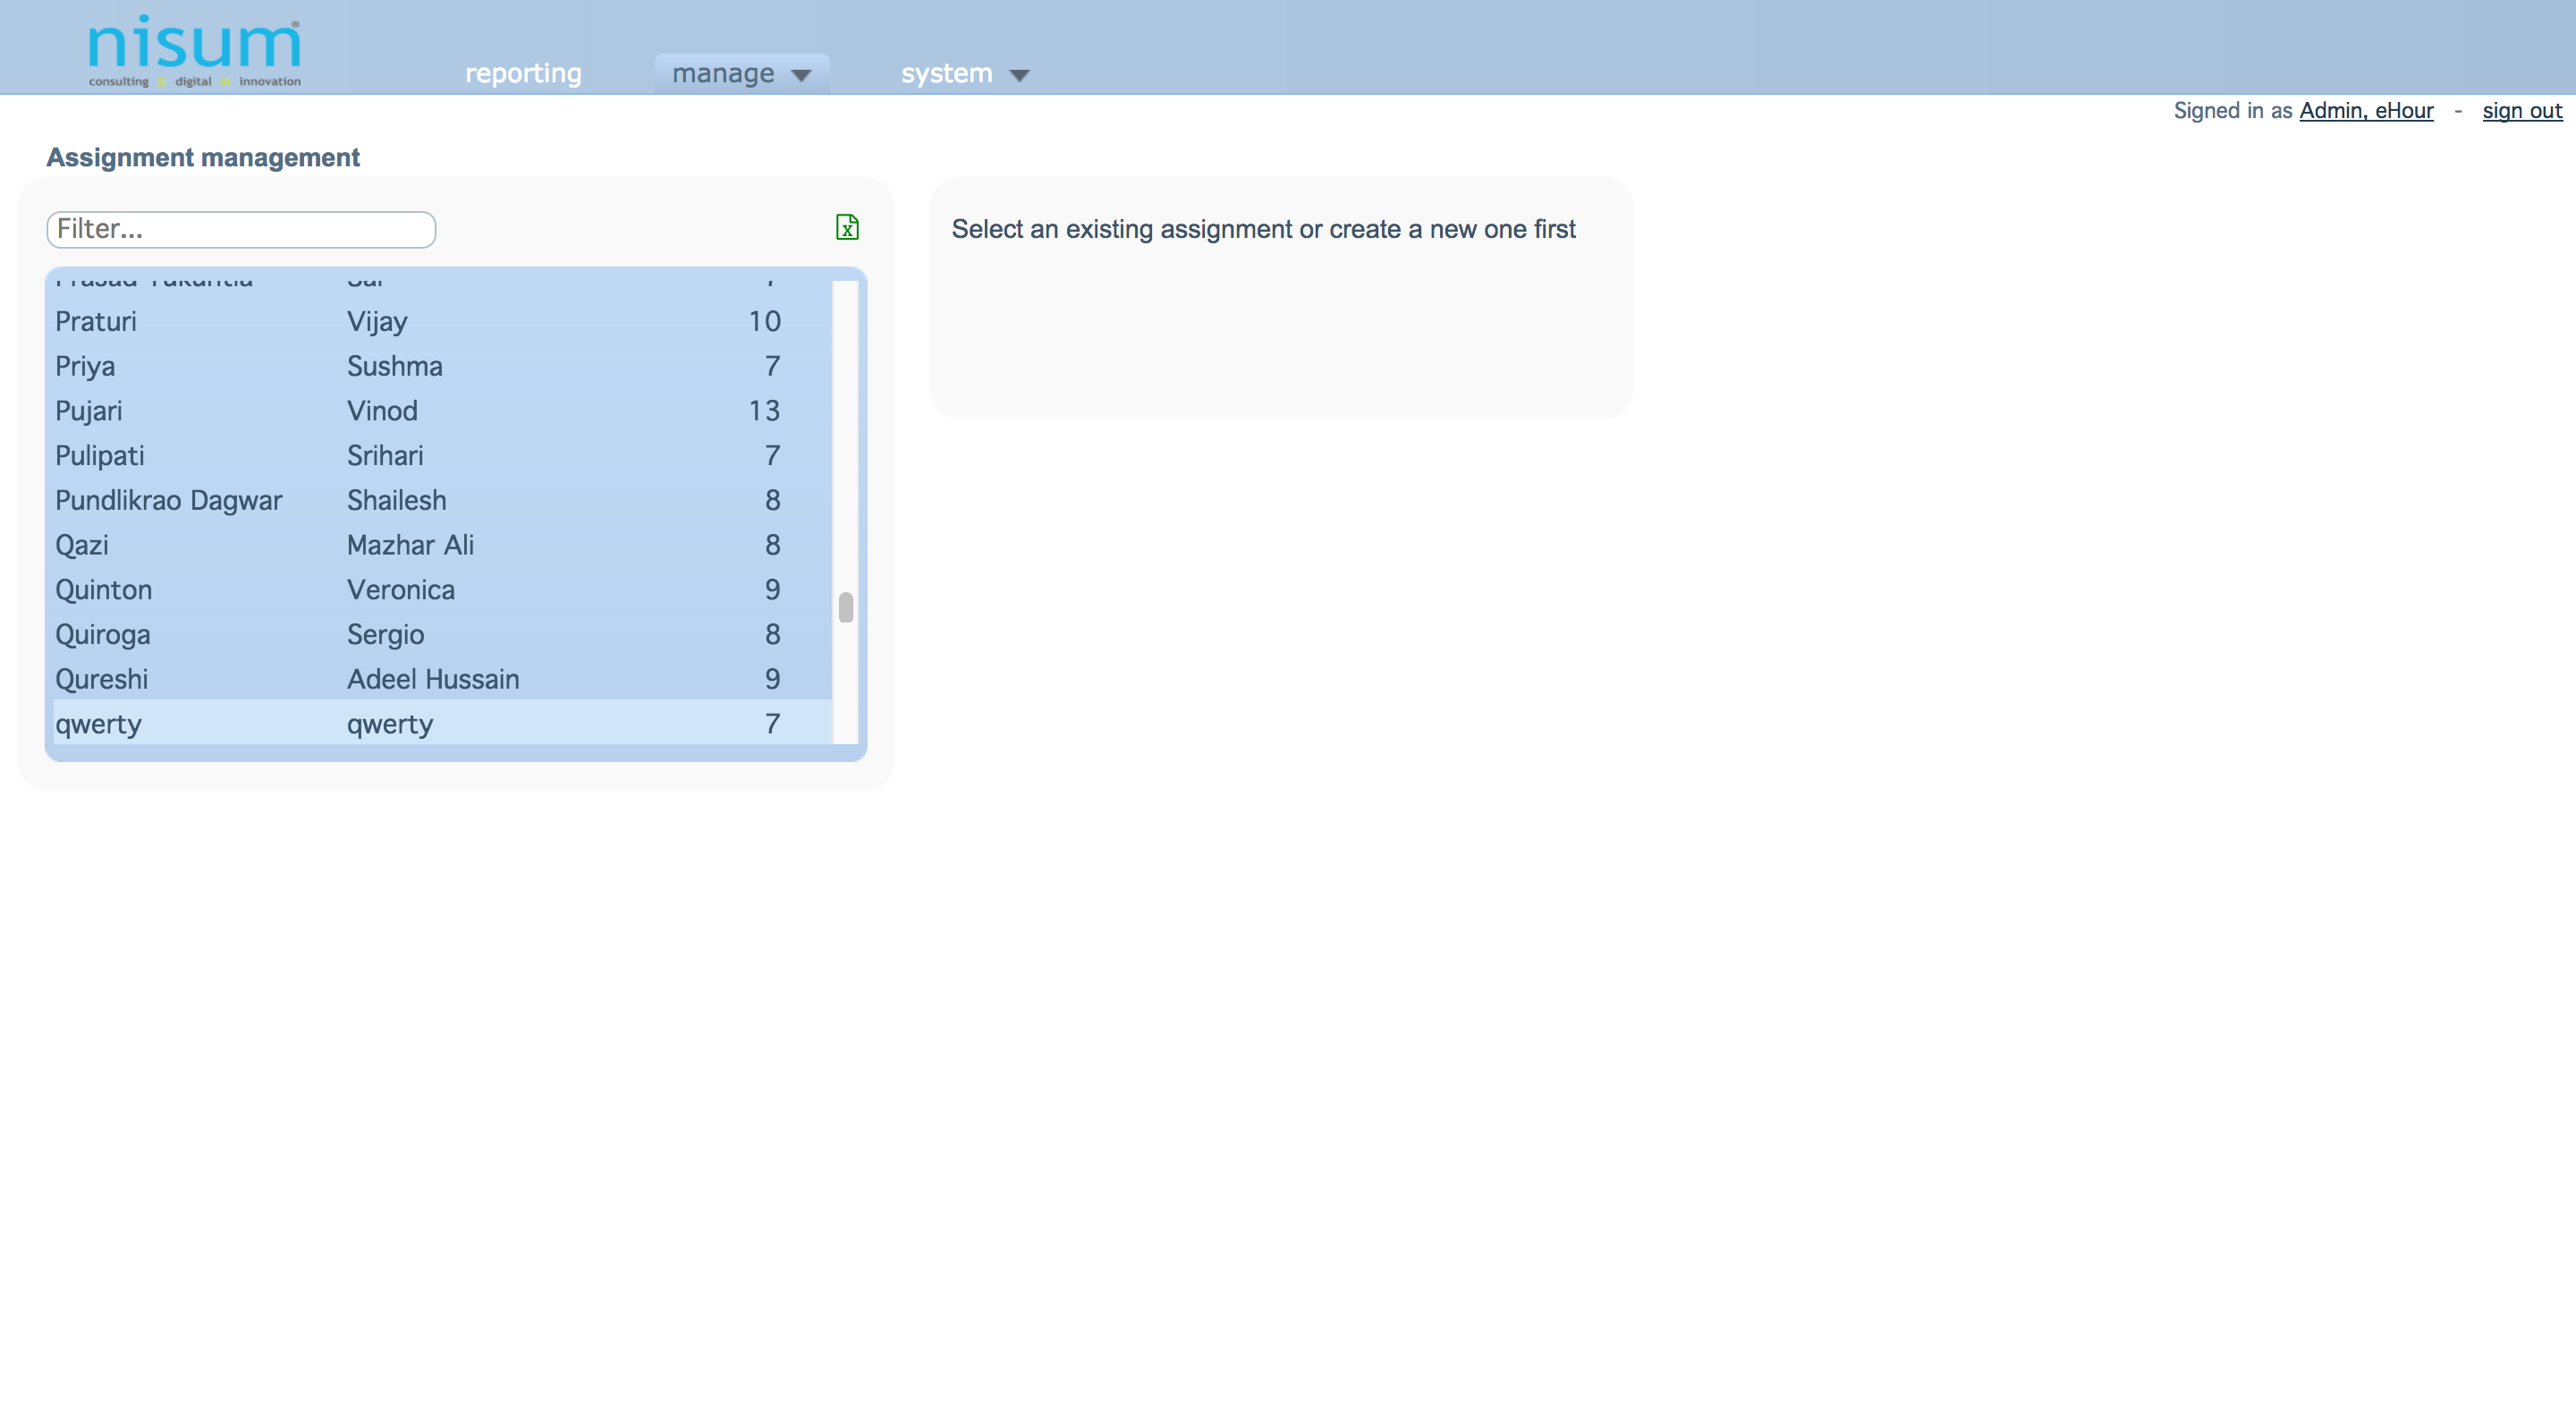 nisum®
consulting digital innovation
reporting
manage
system
Signed in as Admin, eHour - sign out
Assignment management
Filter...
Select an existing assignment or create a new one first
Praturi Vijay 10
Priya Sushma 7
Pujari Vinod 13
Pulipati Srihari 7
Pundlikrao Dagwar Shailesh 8
Qazi Mazhar Ali 8
Quinton Veronica 9
Quiroga Sergio 8
Qureshi Adeel Hussain 9
qwerty qwerty 7